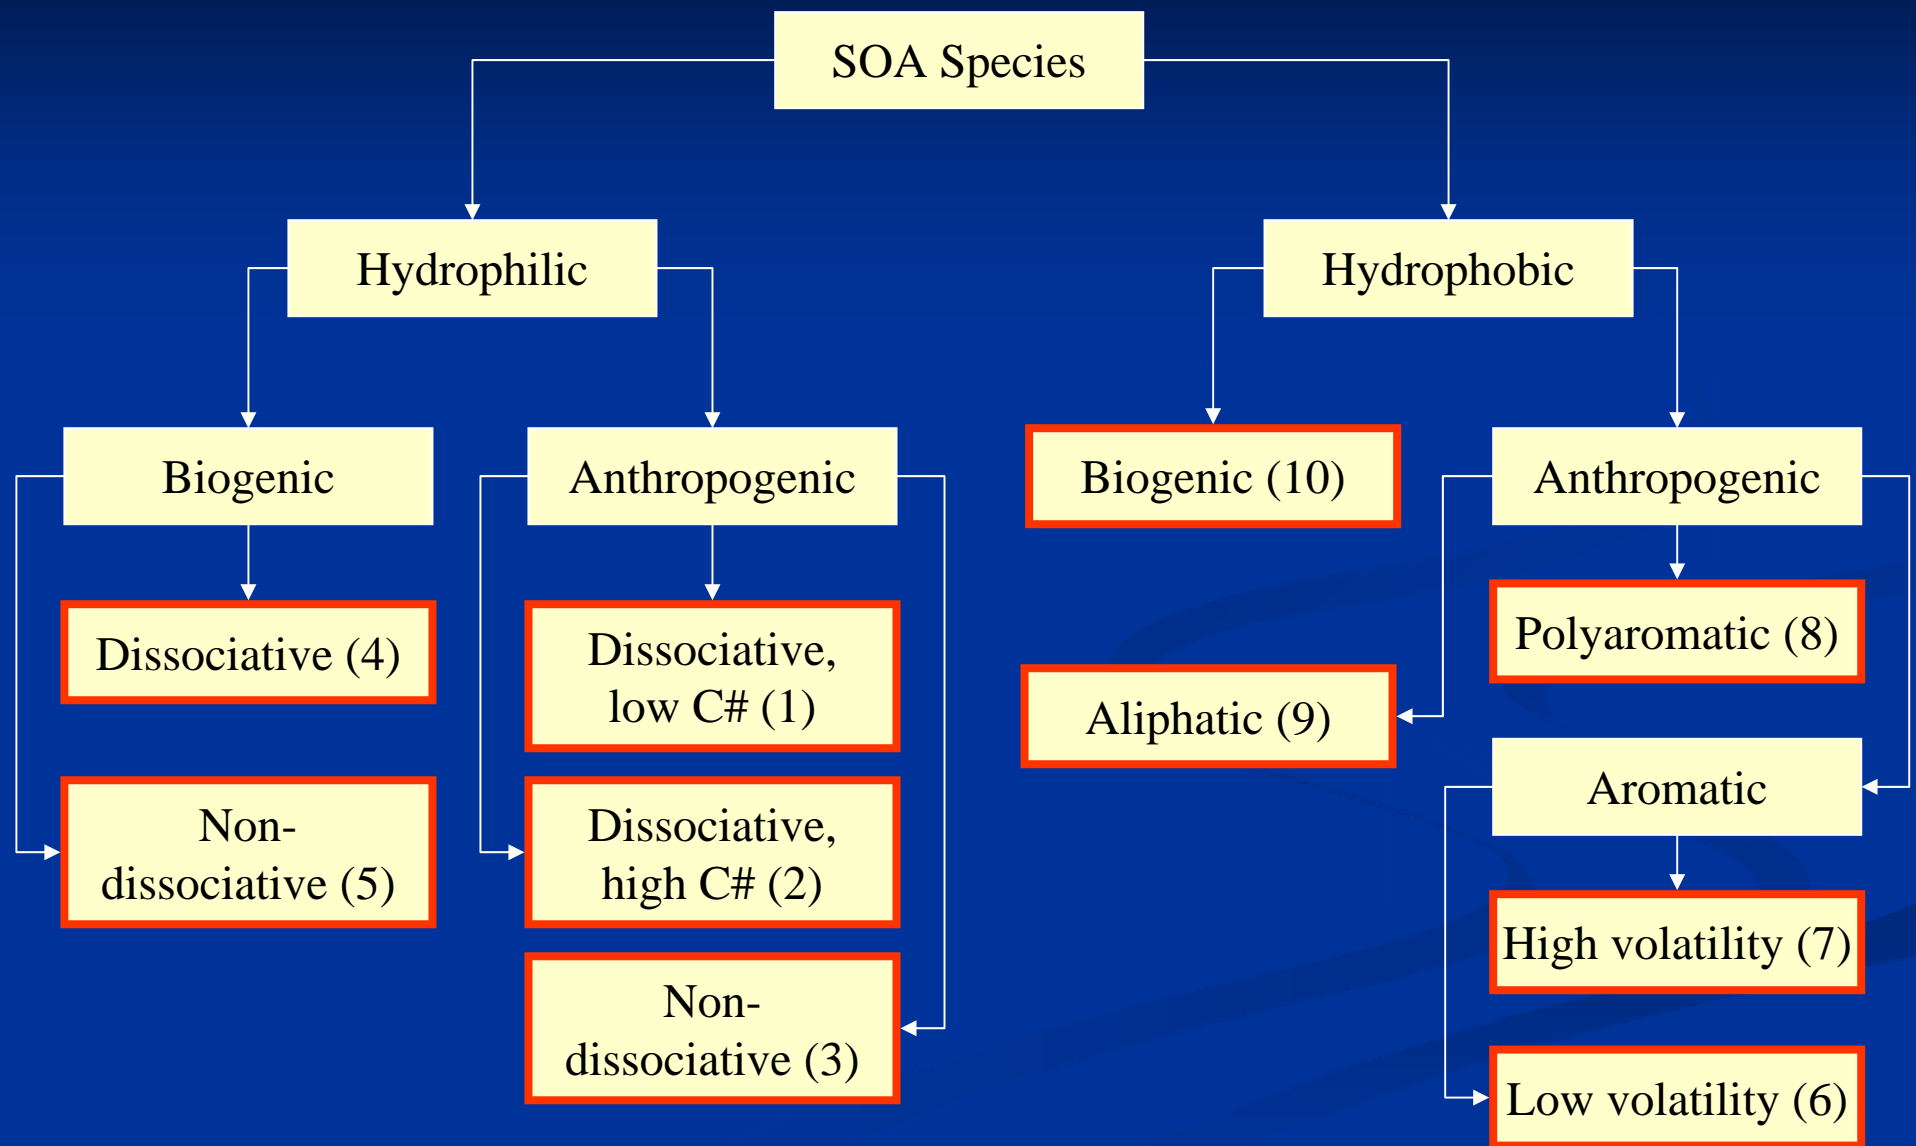 SOA Species
Hydrophilic
Hydrophobic
Biogenic
Anthropogenic
Biogenic (10)
Anthropogenic
Dissociative (4)
Dissociative,
low C# (1)
Polyaromatic (8)
Aliphatic (9)
Non-
dissociative (5)
Dissociative,
high C# (2)
Aromatic
High volatility (7)
Non-
dissociative (3)
Low volatility (6)